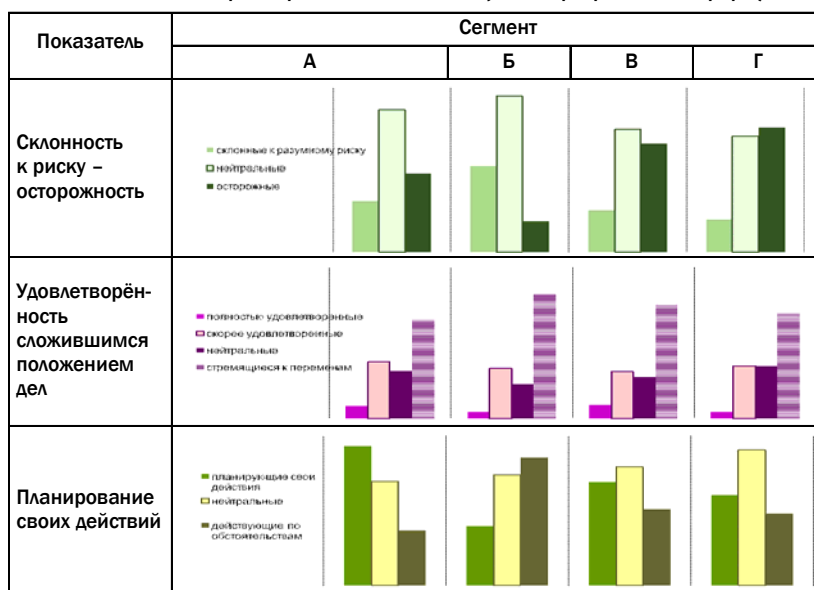 Показатель
Сегмент
А Б В Г
Склонность
к риску –
осторожность
склонные к разумному риску
нейтральные
осторожные
Удовлетворён-
ность
сложившимся
положением
дел
полностью удовлетворенные
скорее удовлетворенные
нейтральные
стремящиеся к переменам
Планирование
своих действий
планирующие свои
действия
нейтральные
действующие по
обстоятельствам